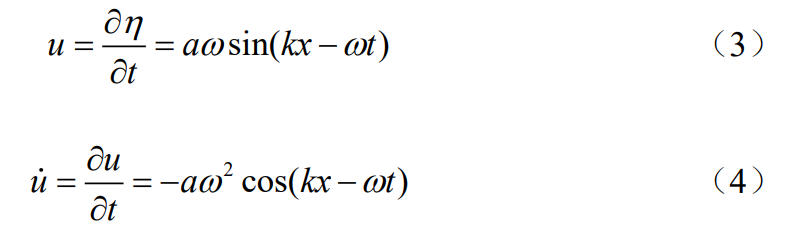 u = ∂η/∂t = aω sin(kx − ωt) （3）
u̇ = ∂u/∂t = −aω² cos(kx − ωt) （4）